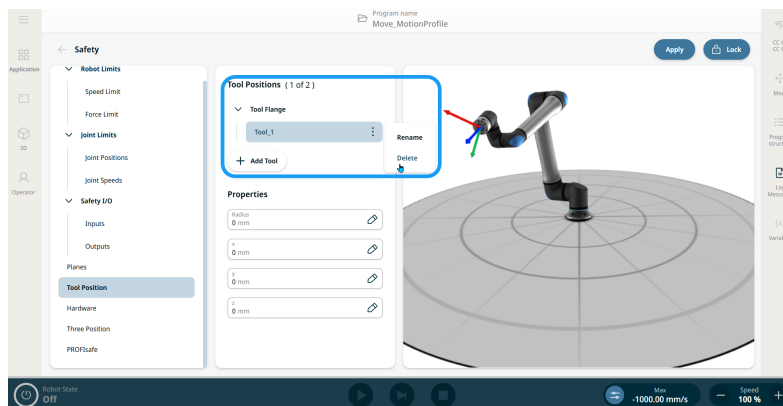 Program name
Move_MotionProfile
Safety
Apply
Lock
Application
3D
Operator
Robot Limits
Speed Limit
Force Limit
Joint Limits
Joint Positions
Joint Speeds
Safety I/O
Inputs
Outputs
Planes
Tool Position
Hardware
Three Position
PROFIsafe
Tool Positions ( 1 of 2 )
Tool Flange
Tool_1
Rename
Delete
+ Add Tool
Properties
Radius
0 mm
x
0 mm
y
0 mm
z
0 mm
Robot State
Off
Max
-1000.00 mm/s
Speed
100 %